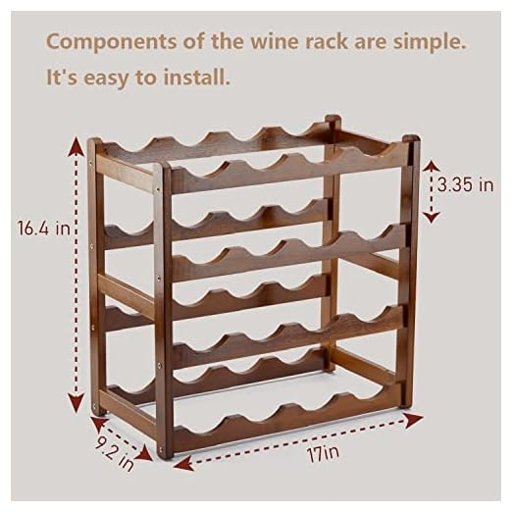 Components of the wine rack are simple.
It's easy to install.
16.4 in
3.35 in
9.2 in
17in